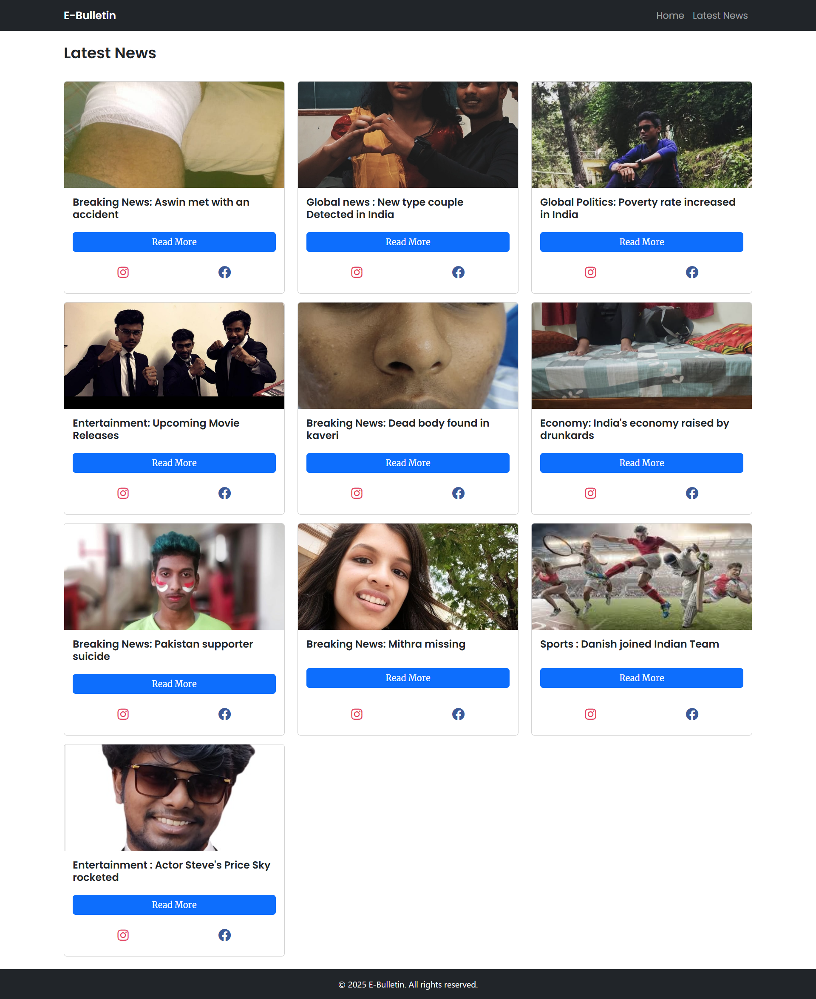 E-Bulletin
Home Latest News
Latest News
Breaking News: Aswin met with an
accident
Read More
Global news : New type couple
Detected in India
Read More
Global Politics: Poverty rate increased
in India
Read More
Entertainment: Upcoming Movie
Releases
Read More
Breaking News: Dead body found in
kaveri
Read More
Economy: India's economy raised by
drunkards
Read More
Breaking News: Pakistan supporter
suicide
Read More
Breaking News: Mithra missing
Read More
Sports : Danish joined Indian Team
Read More
Entertainment : Actor Steve's Price Sky
rocketed
Read More
© 2025 E-Bulletin. All rights reserved.